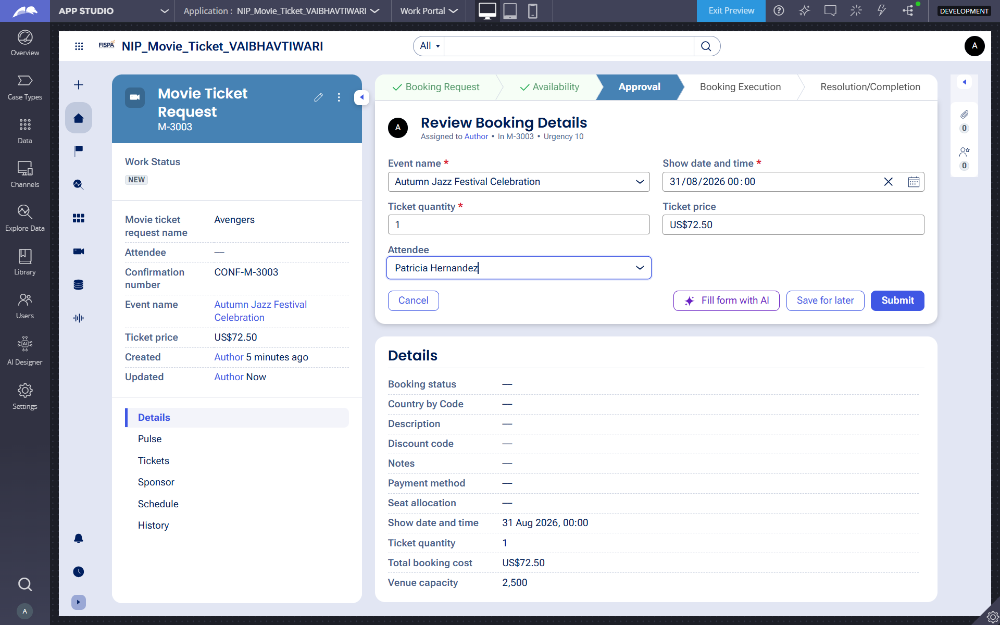 APP STUDIO
Application : NIP_Movie_Ticket_VAIBHAVTIWARI
Work Portal
Exit Preview
DEVELOPMENT
Overview
Case Types
Data
Channels
Explore Data
Library
Users
AI
AI Designer
Settings
A
FISPA
NIP_Movie_Ticket_VAIBHAVTIWARI
All
A
Movie Ticket
Request
M-3003
Work Status
NEW
Movie ticket
request name
Avengers
Attendee
—
Confirmation
number
CONF-M-3003
Event name
Autumn Jazz Festival
Celebration
Ticket price
US$72.50
Created
Author 5 minutes ago
Updated
Author Now
Details
Pulse
Tickets
Sponsor
Schedule
History
Booking Request
Availability
Approval
Booking Execution
Resolution/Completion
A
Review Booking Details
Assigned to Author • In M-3003 • Urgency 10
Event name *
Autumn Jazz Festival Celebration
Show date and time *
31/08/2026 00:00
Ticket quantity *
1
Ticket price
US$72.50
Attendee
Patricia Hernandez
Cancel
Fill form with AI
Save for later
Submit
0
0
Details
Booking status —
Country by Code —
Description —
Discount code —
Notes —
Payment method —
Seat allocation —
Show date and time 31 Aug 2026, 00:00
Ticket quantity 1
Total booking cost US$72.50
Venue capacity 2,500